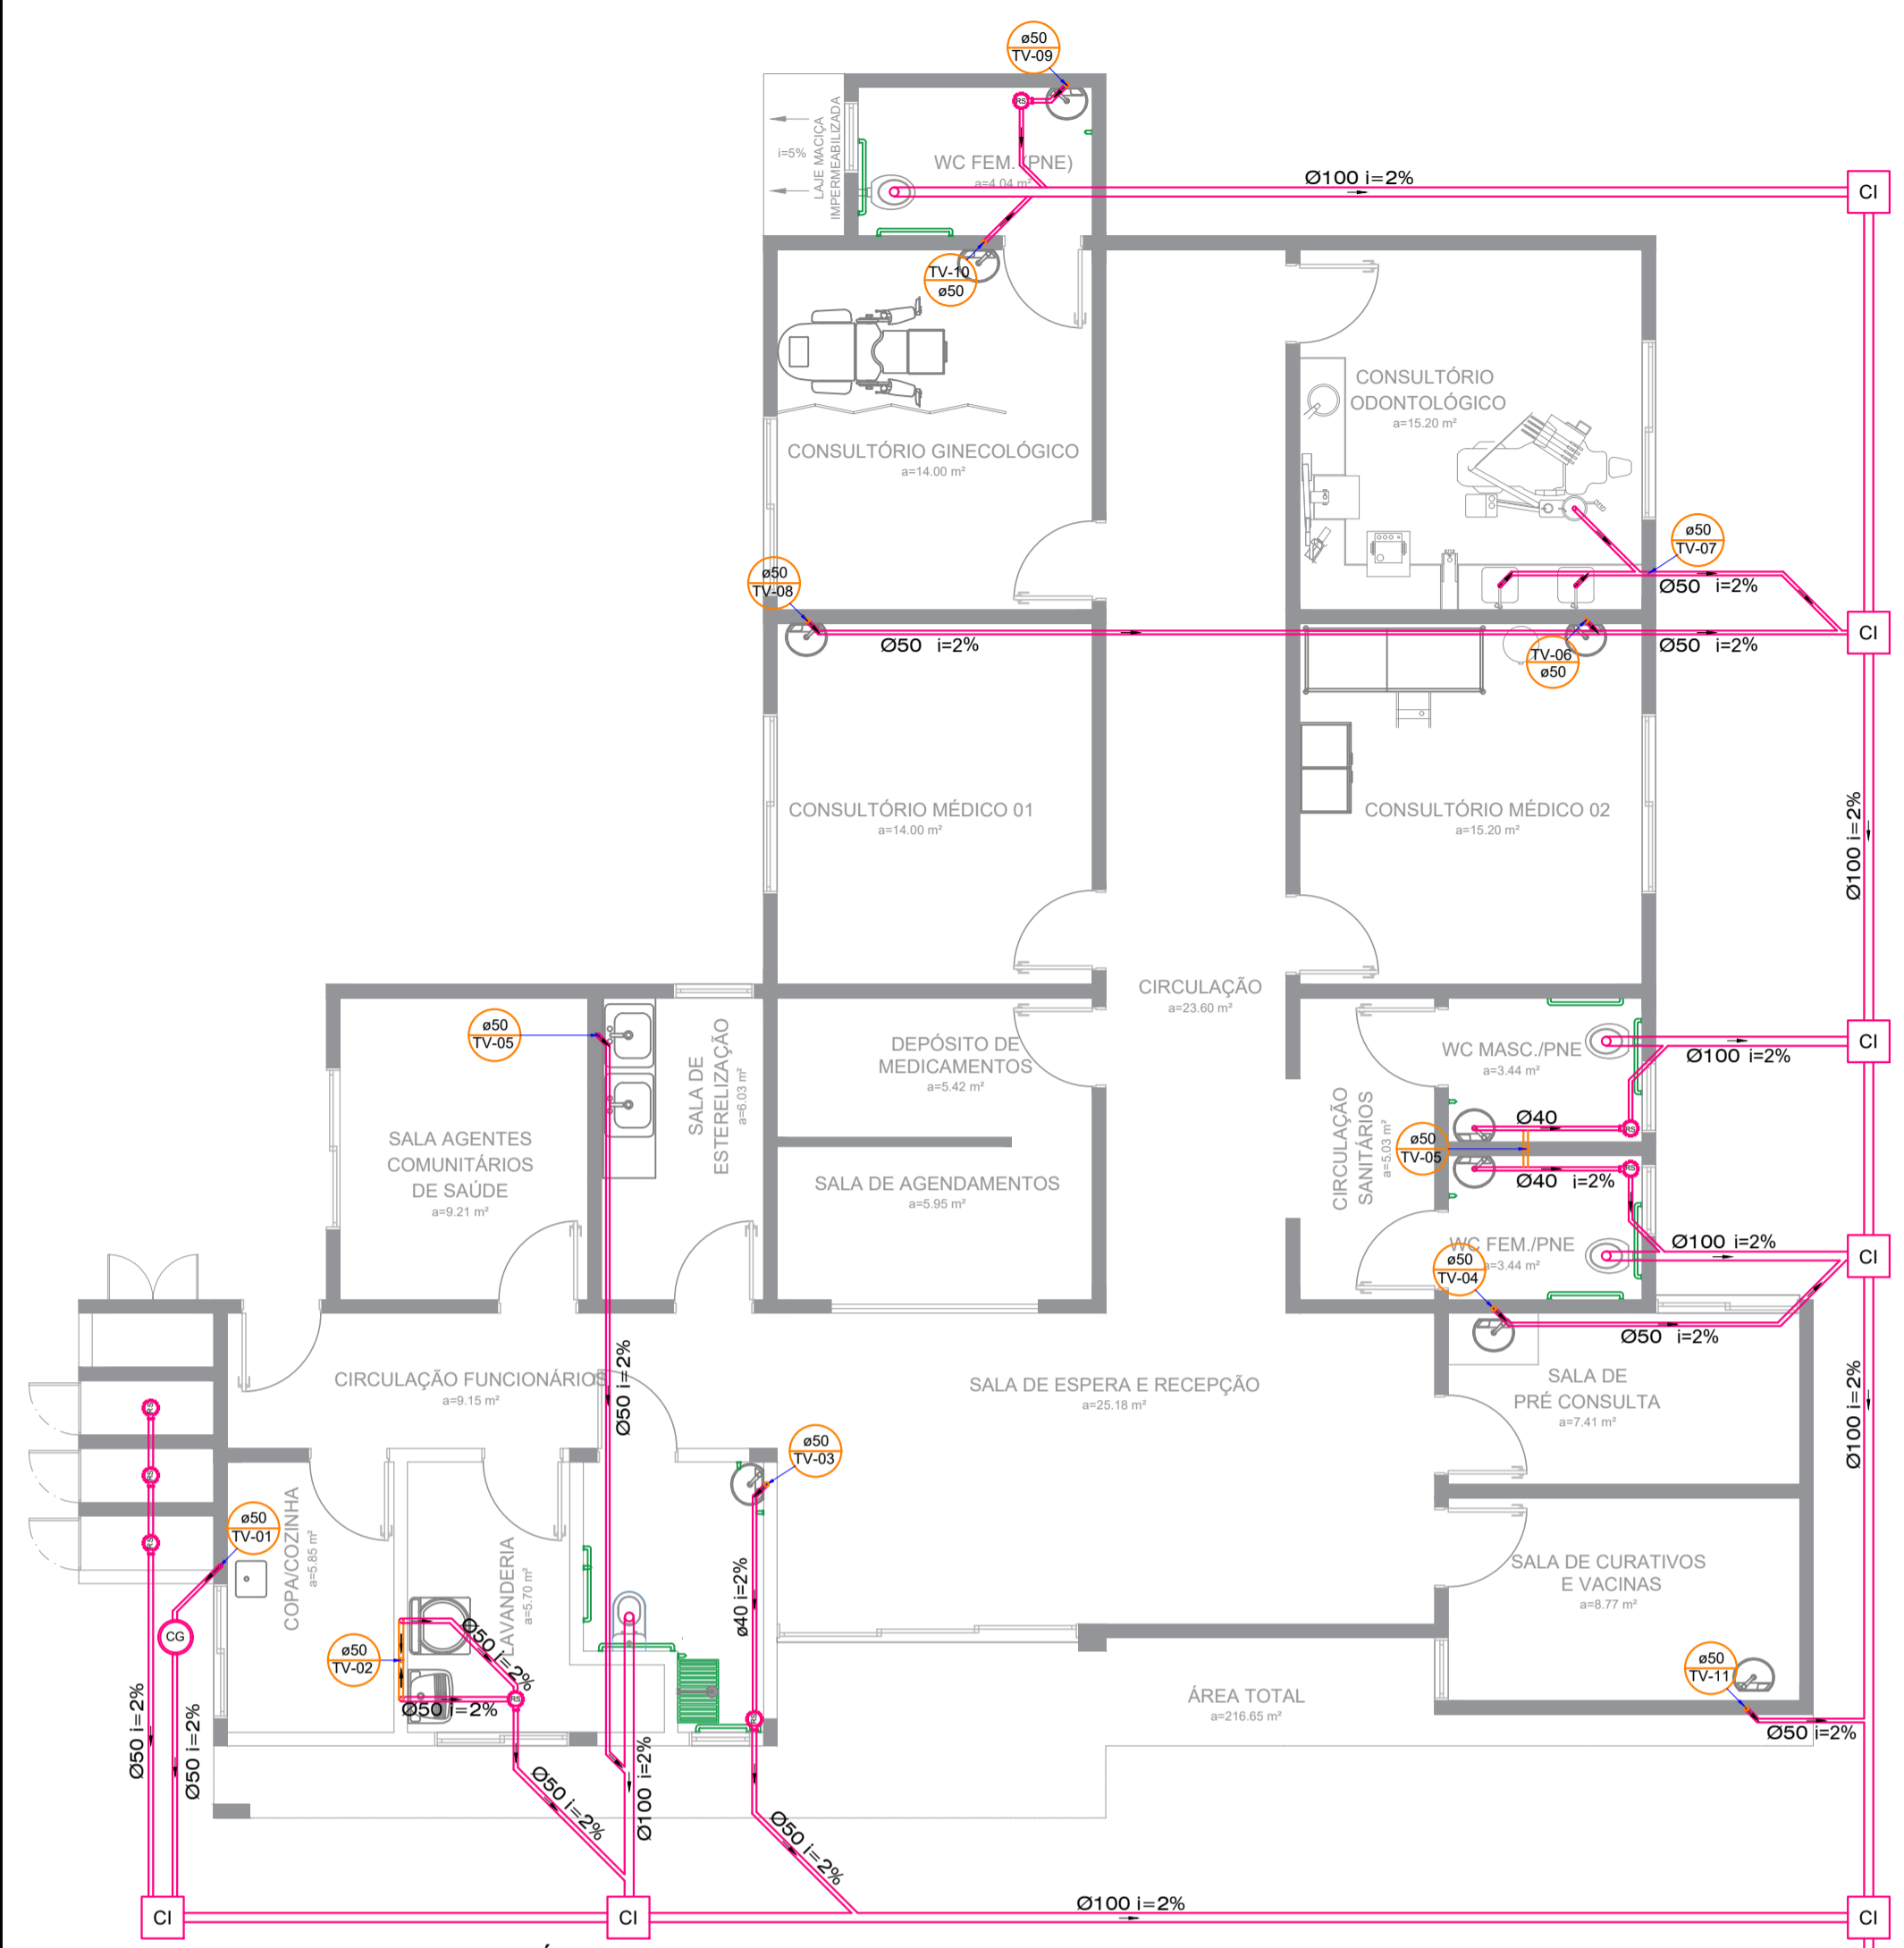 ø50
TV-09
LAJE MACIÇA
IMPERMEABILIZADA
i=5%
RS
WC FEM. (PNE)
a=4.04 m²
Ø100 i=2%
CI
TV-10
ø50
CONSULTÓRIO GINECOLÓGICO
a=14.00 m²
CONSULTÓRIO
ODONTOLÓGICO
a=15.20 m²
ø50
TV-07
Ø50 i=2%
ø50
TV-08
Ø50 i=2%
TV-06
ø50
Ø50 i=2%
CI
CONSULTÓRIO MÉDICO 01
a=14.00 m²
CONSULTÓRIO MÉDICO 02
a=15.20 m²
Ø100 i=2%
CIRCULAÇÃO
a=23.60 m²
ø50
TV-05
SALA DE
ESTERELIZAÇÃO
a=6.03 m²
DEPÓSITO DE
MEDICAMENTOS
a=5.42 m²
WC MASC./PNE
a=3.44 m²
Ø100 i=2%
CI
SALA AGENTES
COMUNITÁRIOS
DE SAÚDE
a=9.21 m²
SALA DE AGENDAMENTOS
a=5.95 m²
CIRCULAÇÃO
SANITÁRIOS
a=5.03 m²
Ø40
RS
ø50
TV-05
RS
Ø40 i=2%
WC FEM./PNE
a=3.44 m²
Ø100 i=2%
CI
ø50
TV-04
Ø50 i=2%
CIRCULAÇÃO FUNCIONÁRIOS
a=9.15 m²
Ø50 i=2%
SALA DE ESPERA E RECEPÇÃO
a=25.18 m²
SALA DE
PRÉ CONSULTA
a=7.41 m²
Ø100 i=2%
RS
RS
RS
ø50
TV-03
ø50
TV-01
COPA/COZINHA
a=5.85 m²
LAVANDERIA
a=5.70 m²
ø40 i=2%
SALA DE CURATIVOS
E VACINAS
a=8.77 m²
CG
ø50
TV-02
Ø50 i=2%
Ø50 i=2%
RS
RS
ÁREA TOTAL
a=216.65 m²
ø50
TV-11
Ø50 i=2%
Ø50 i=2%
Ø50 i=2%
Ø50 i=2%
Ø100 i=2%
Ø50 i=2%
CI
CI
Ø100 i=2%
CI